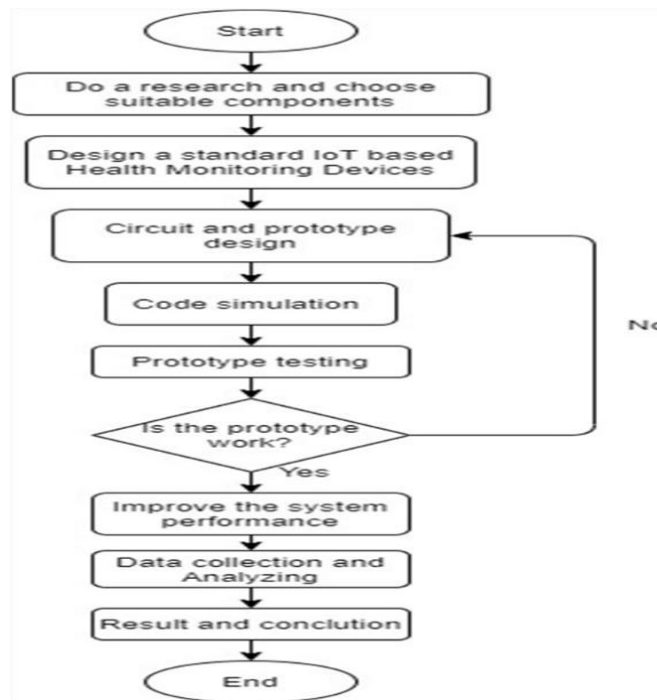 Start
Do a research and choose
suitable components
Design a standard IoT based
Health Monitoring Devices
Circuit and prototype
design
Code simulation
No
Prototype testing
Is the prototype
work?
Yes
Improve the system
performance
Data collection and
Analyzing
Result and conclution
End